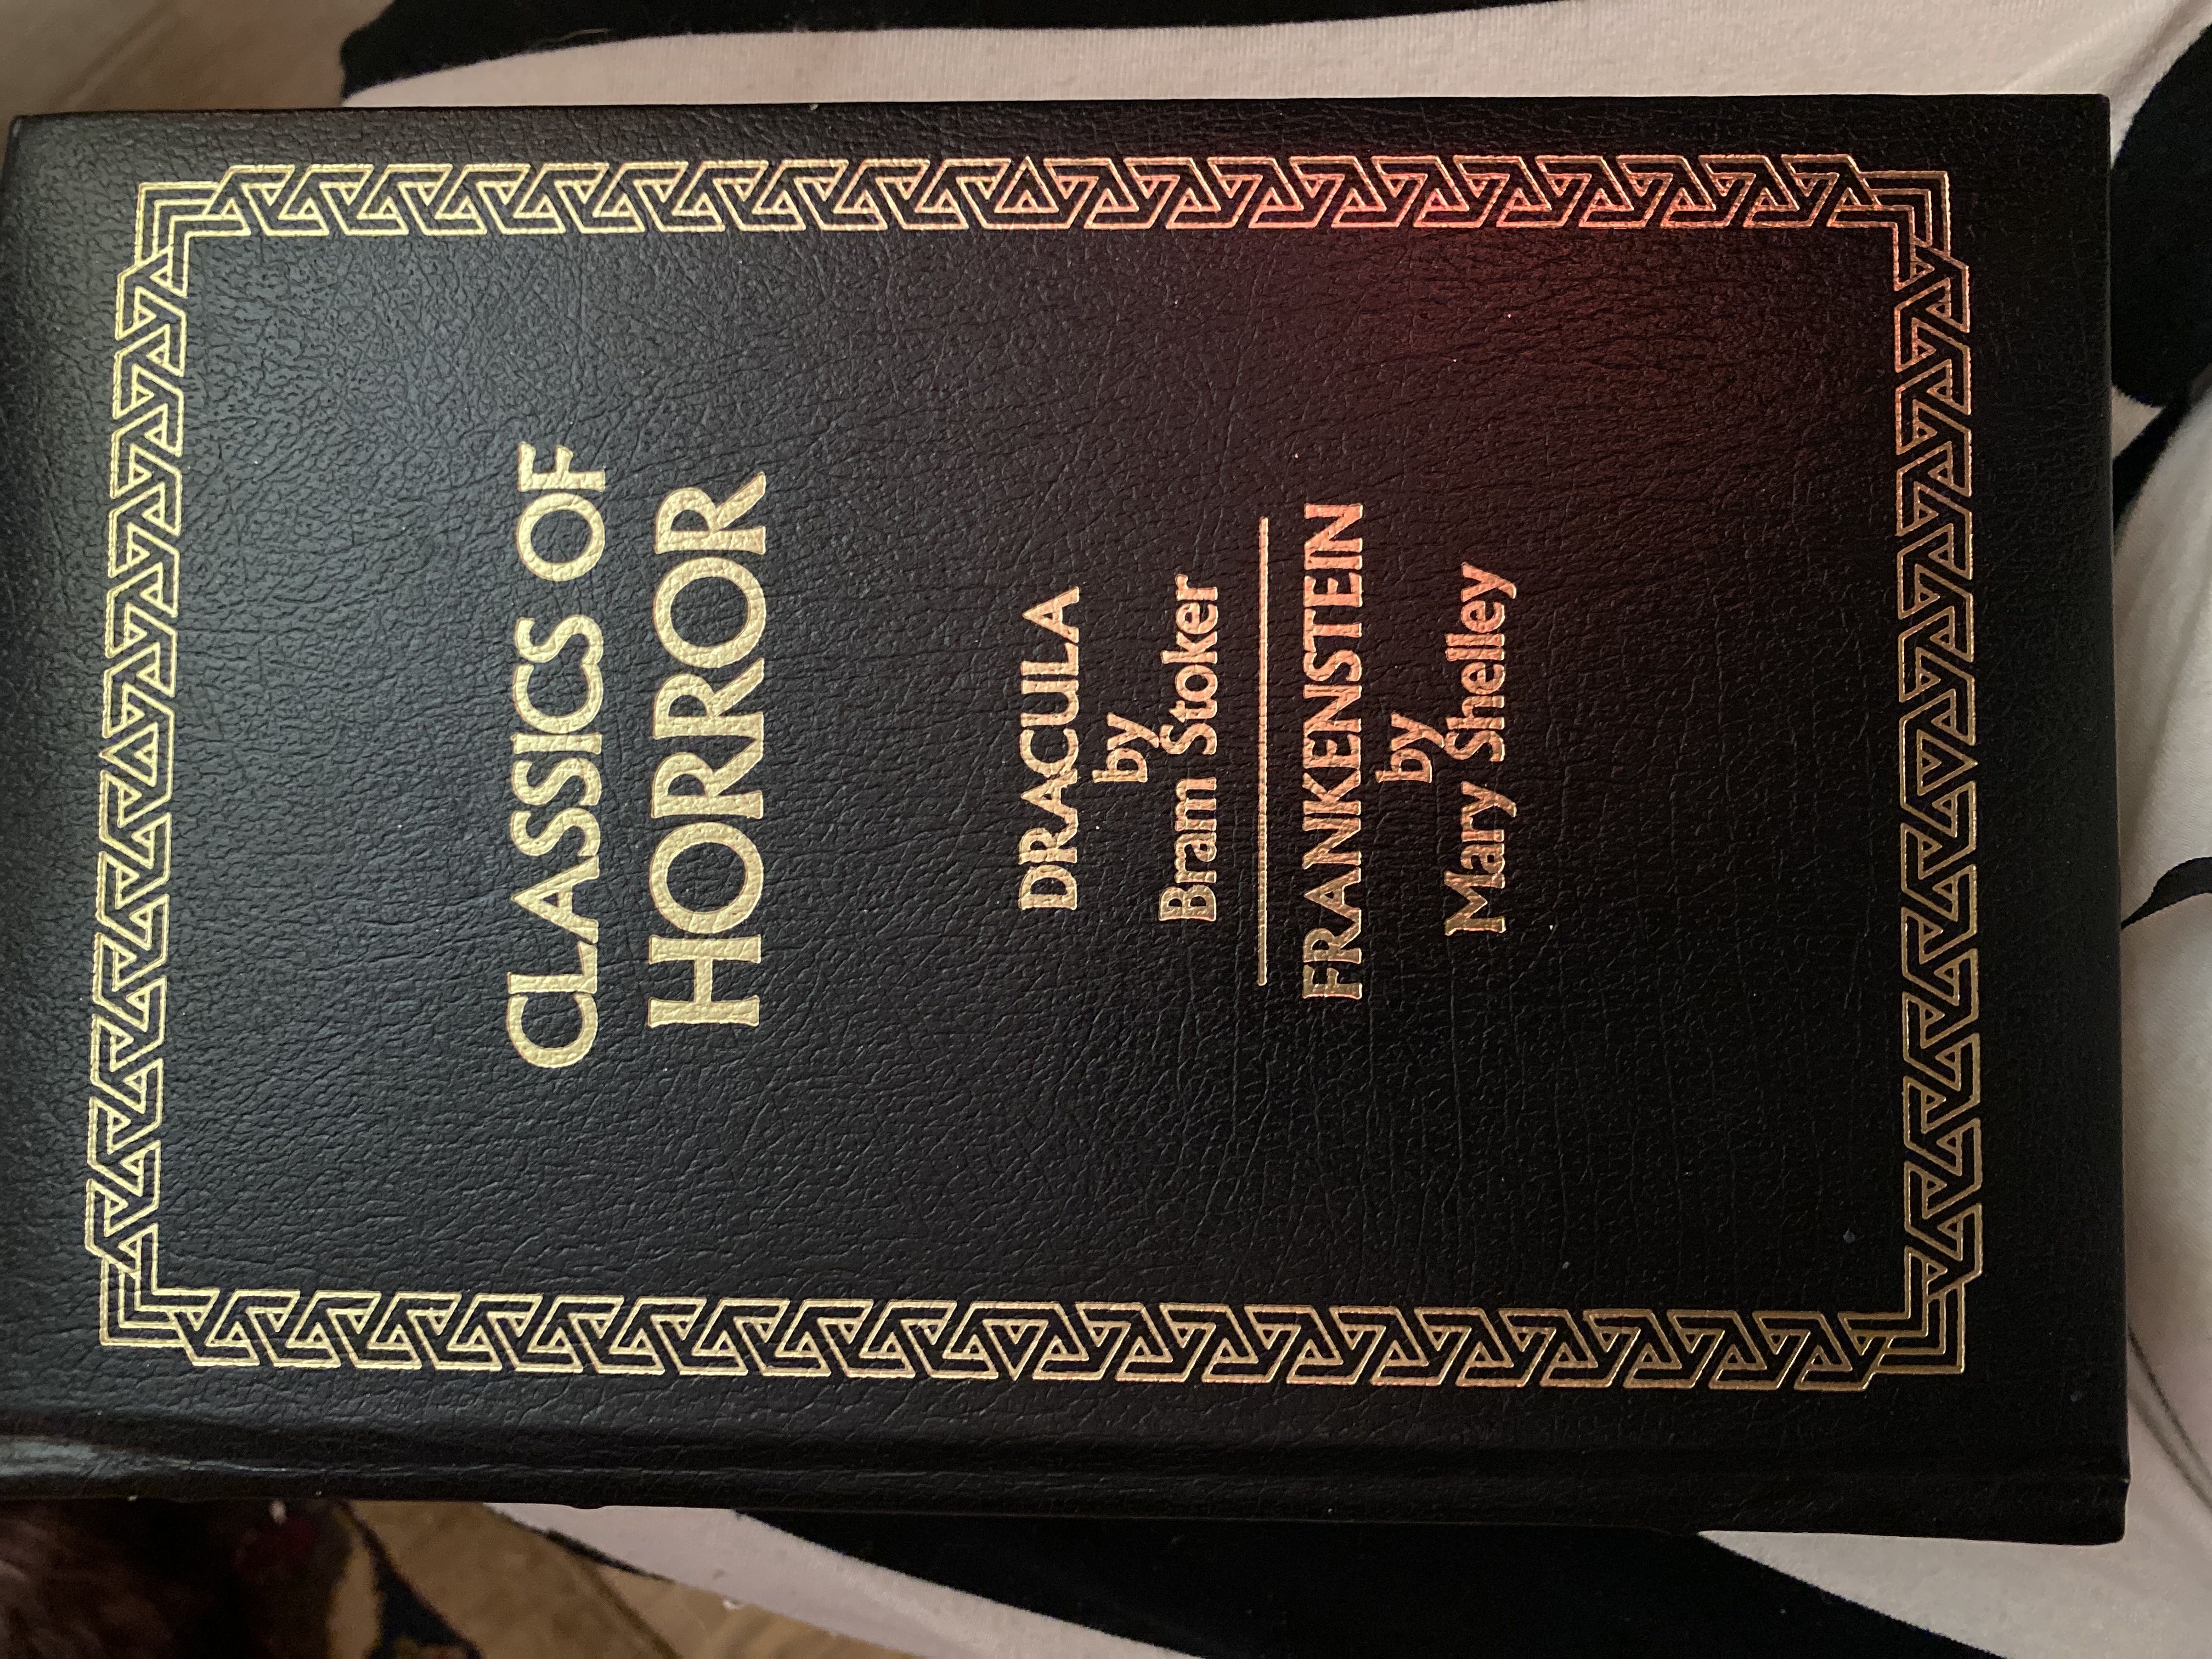 CLASSICS OF
HORROR
DRACULA
by
Bram Stoker
FRANKENSTEIN
by
Mary Shelley